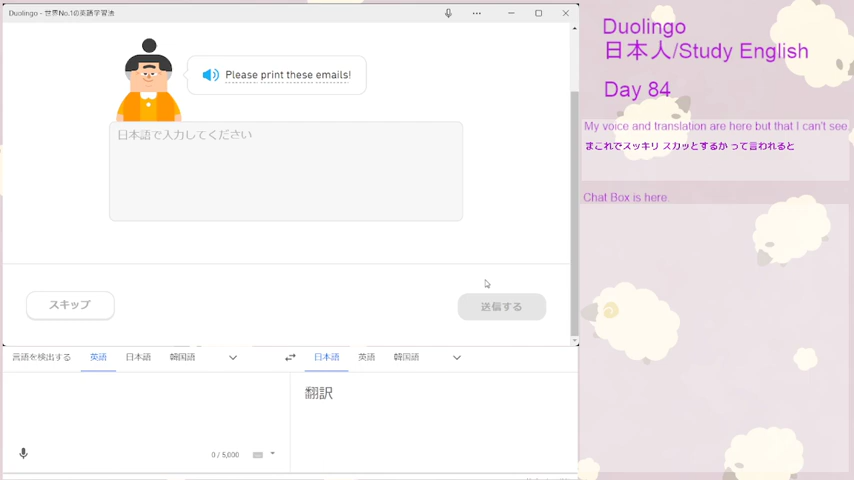 Duolingo - 世界No.1の英語学習法
Please print these emails!
日本語で入力してください
スキップ
送信する
言語を検出する 英語 日本語 韓国語
日本語 英語 韓国語
翻訳
0 / 5,000
Duolingo
日本人/Study English
Day 84
My voice and translation are here but that I can't see.
まこれでスッキリ スカッとするか って言われると
Chat Box is here: